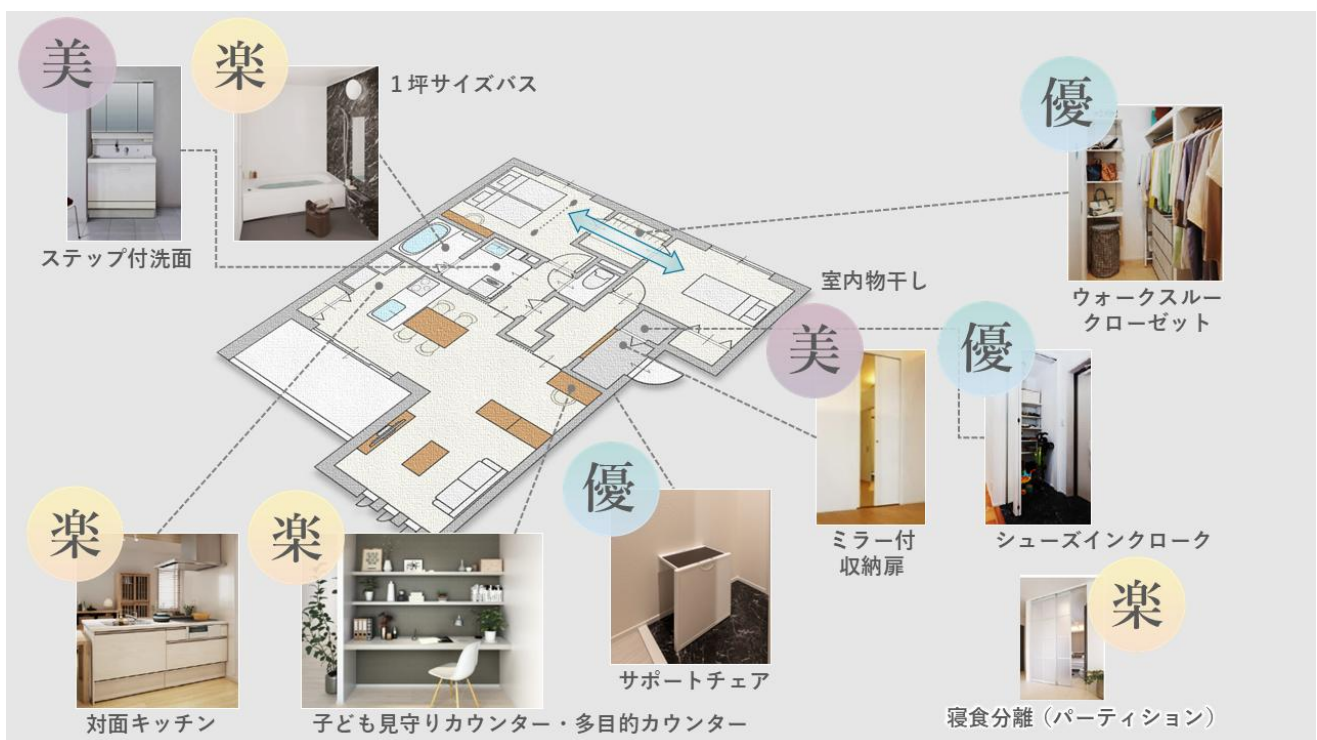 美
楽
1坪サイズバス
優
ステップ付洗面
室内物干し
ウォークスルー
クローゼット
美
優
優
ミラー付
収納扉
シューズインクローク
楽
楽
楽
サポートチェア
対面キッチン
子ども見守りカウンター・多目的カウンター
寝食分離（パーティション）